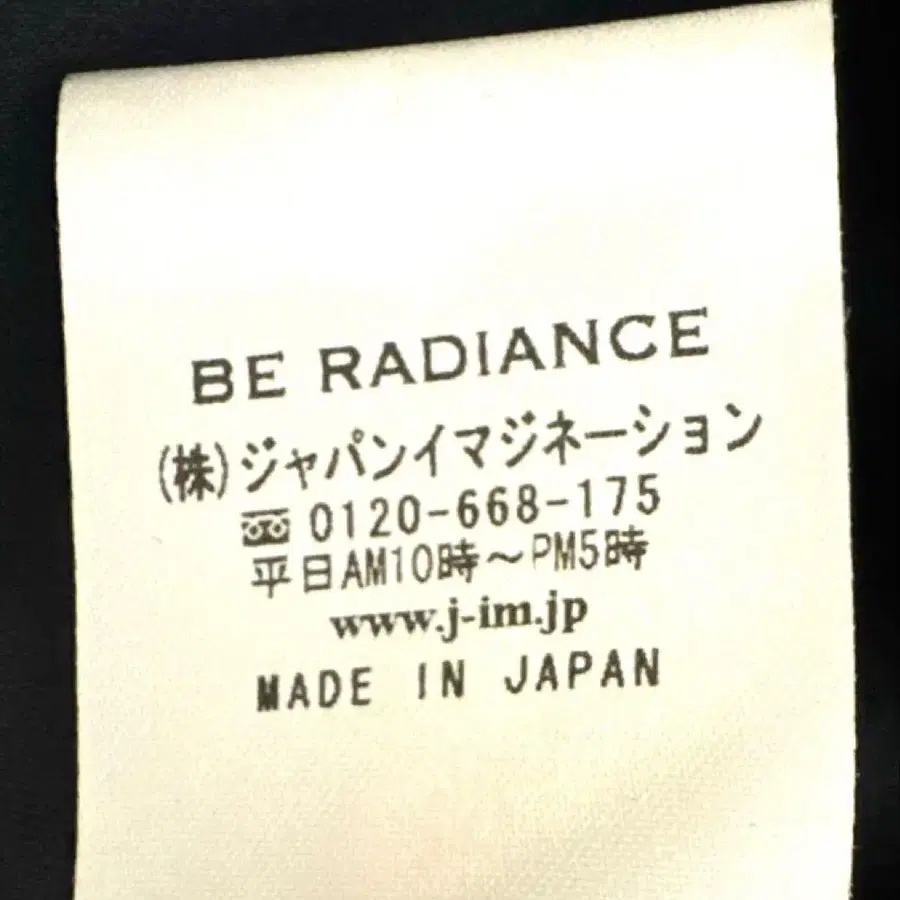 BE RADIANCE
(株)ジャパンイマジネーション
0120-668-175
平日AM10時～PM5時
www.j-im.jp
MADE IN JAPAN